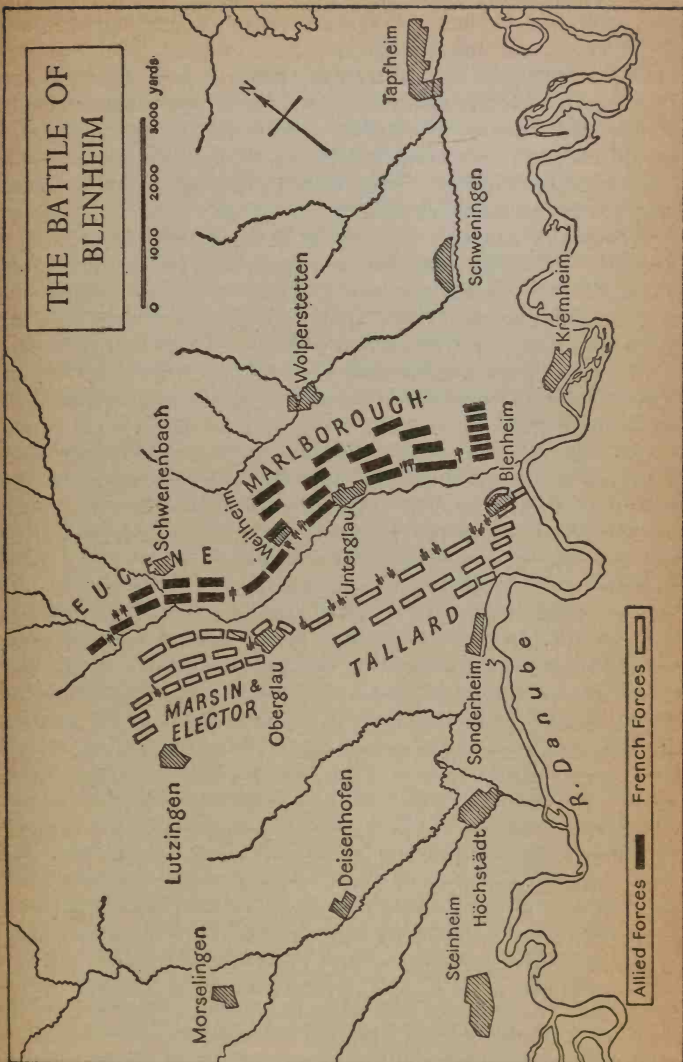 THE BATTLE OF
BLENHEIM
0 1000 2000 3000 yards.
N
Tapfheim
Schweningen
Wolperstetten
Kremheim
Schwenenbach
EUGENE
Weilheim
MARLBOROUGH
Unterglau
Blenheim
Oberglau
MARSIN &
ELECTOR
TALLARD
Lutzingen
Sonderheim
R. Danube
Deisenhofen
Höchstädt
Steinheim
Morselingen
Allied Forces French Forces